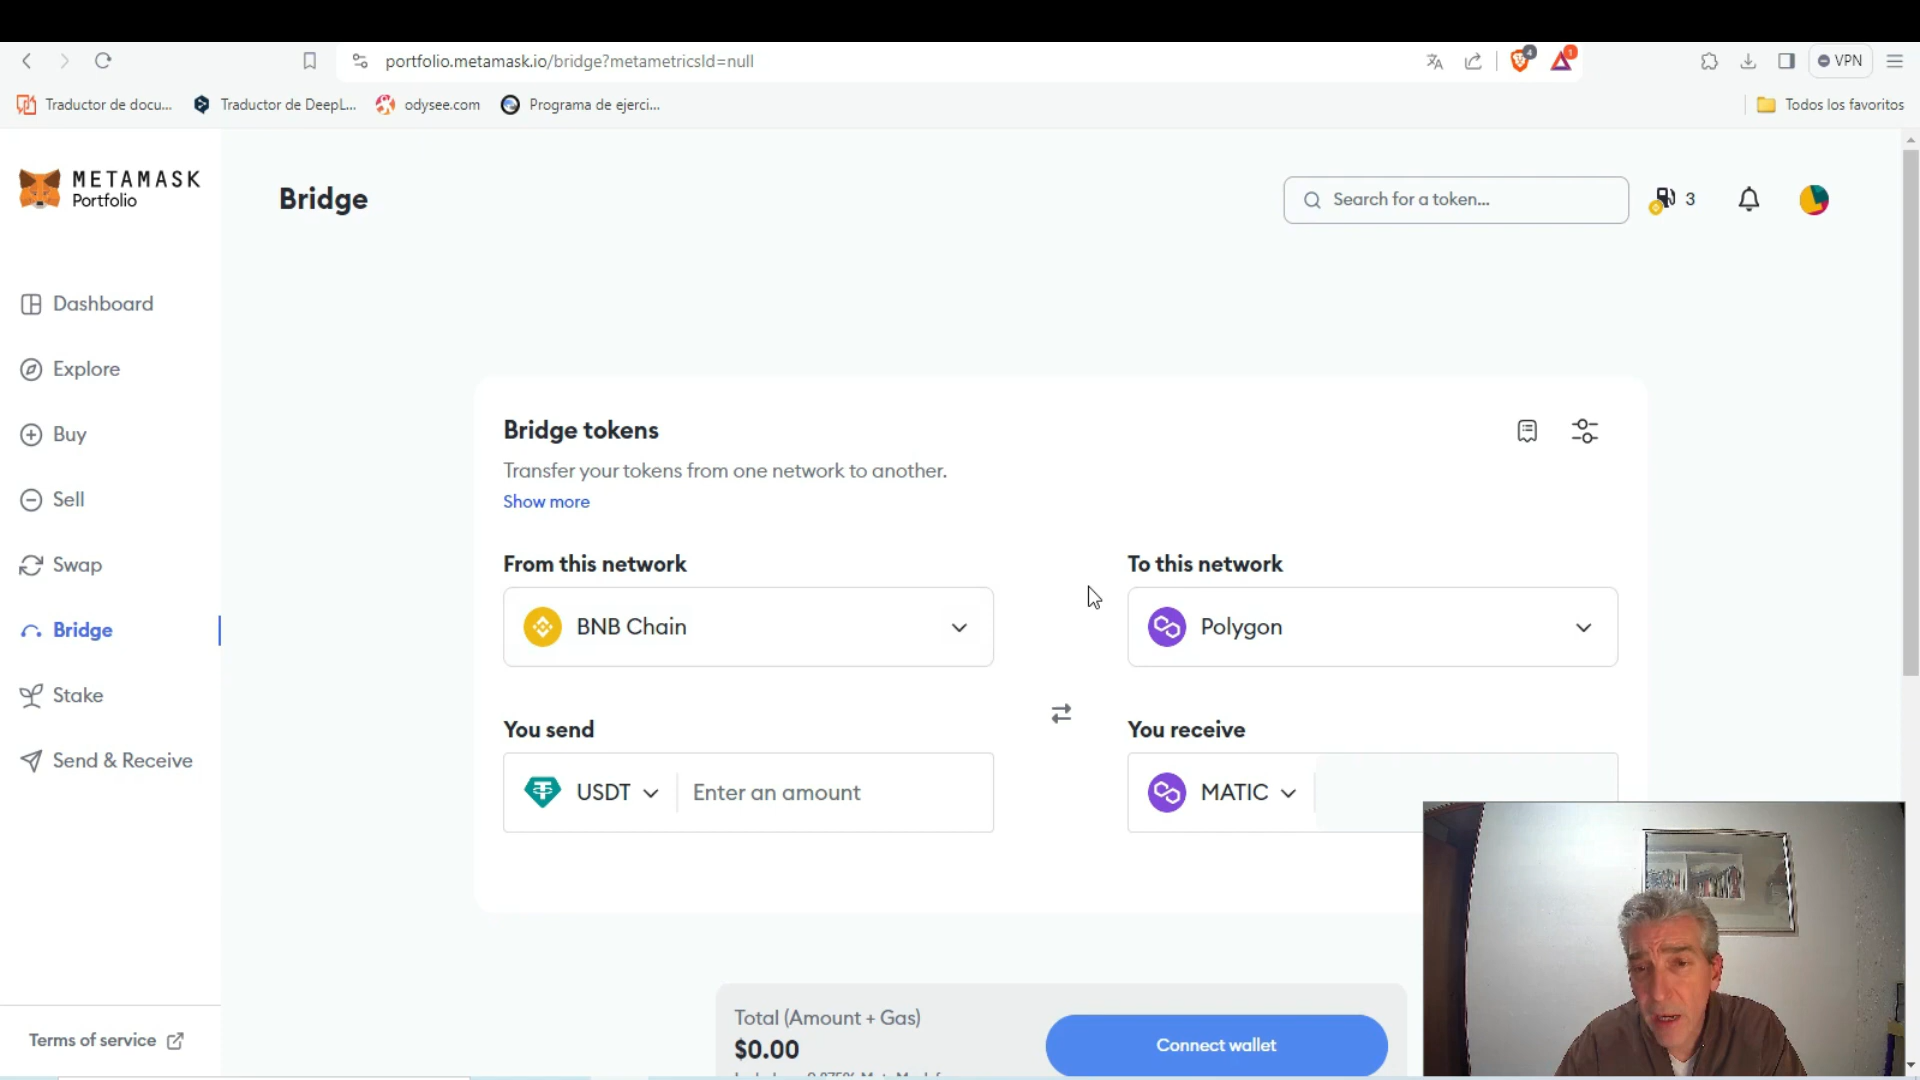 portfolio.metamask.io/bridge?metametricsId=null
4
1
VPN
Traductor de docu...
Traductor de DeepL...
odysee.com
Programa de ejerci...
Todos los favoritos
METAMASK
Portfolio
Bridge
Search for a token...
3
Dashboard
Explore
Buy
Sell
Swap
Bridge
Stake
Send & Receive
Bridge tokens
Transfer your tokens from one network to another.
Show more
From this network
To this network
BNB Chain
Polygon
You send
You receive
USDT
Enter an amount
MATIC
Total (Amount + Gas)
$0.00
Connect wallet
Terms of service